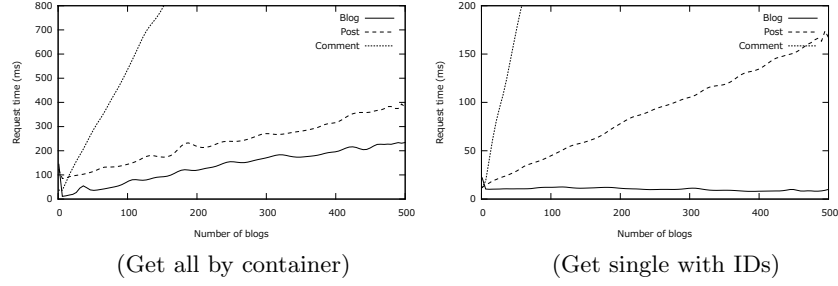 800
700
600
500
400
300
200
100
0
0 100 200 300 400 500
Request time (ms)
Number of blogs
Blog
Post
Comment
(Get all by container)
200
150
100
50
0
0 100 200 300 400 500
Request time (ms)
Number of blogs
Blog
Post
Comment
(Get single with IDs)